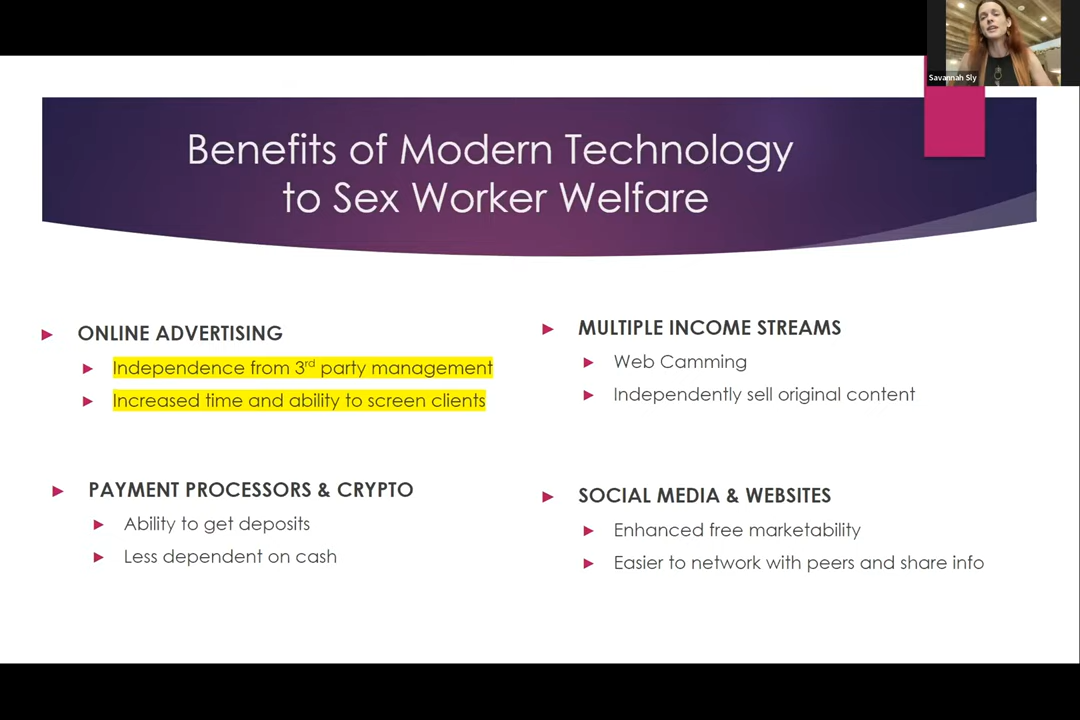 Savannah Sly
Benefits of Modern Technology
to Sex Worker Welfare
ONLINE ADVERTISING
Independence from 3rd party management
Increased time and ability to screen clients
PAYMENT PROCESSORS & CRYPTO
Ability to get deposits
Less dependent on cash
MULTIPLE INCOME STREAMS
Web Camming
Independently sell original content
SOCIAL MEDIA & WEBSITES
Enhanced free marketability
Easier to network with peers and share info